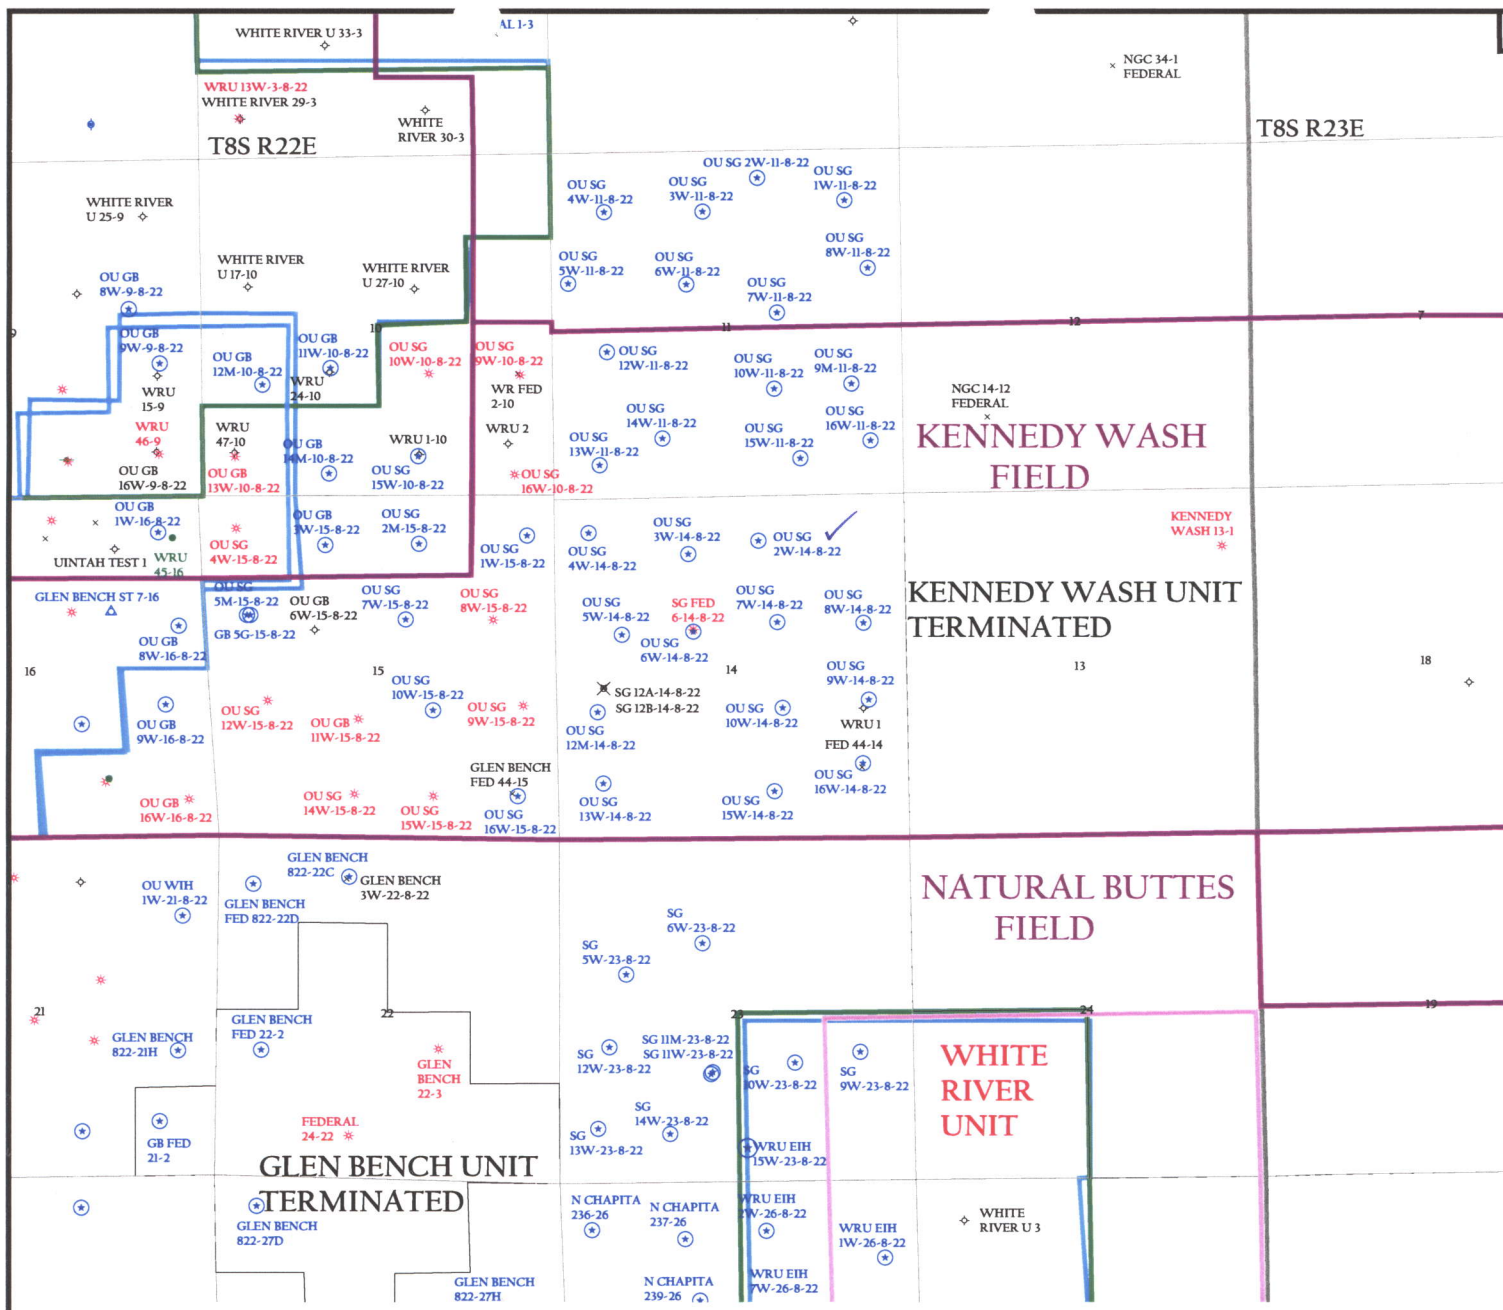 AL 1-3
WHITE RIVER U 33-3
NGC 34-1
FEDERAL
WRU 13W-3-8-22
WHITE RIVER 29-3
WHITE
RIVER 30-3
T8S R22E
T8S R23E
OU SG 2W-11-8-22
OU SG
4W-11-8-22
OU SG
3W-11-8-22
OU SG
1W-11-8-22
WHITE RIVER
U 25-9
WHITE RIVER
U 17-10
WHITE RIVER
U 27-10
OU SG
5W-11-8-22
OU SG
6W-11-8-22
OU SG
7W-11-8-22
OU SG
8W-11-8-22
OU GB
8W-9-8-22
9
10
11
12
7
OU GB
9W-9-8-22
OU GB
12M-10-8-22
OU GB
11W-10-8-22
OU SG
10W-10-8-22
OU SG
9W-10-8-22
OU SG
12W-11-8-22
OU SG
10W-11-8-22
OU SG
9M-11-8-22
WRU
15-9
WRU
24-10
WR FED
2-10
NGC 14-12
FEDERAL
WRU
46-9
WRU
47-10
WRU 1-10
WRU 2
OU SG
14W-11-8-22
OU SG
13W-11-8-22
OU SG
15W-11-8-22
OU SG
16W-11-8-22
KENNEDY WASH
FIELD
OU GB
16W-9-8-22
OU GB
13W-10-8-22
OU GB
14M-10-8-22
OU SG
15W-10-8-22
OU SG
16W-10-8-22
OU GB
1W-16-8-22
OU SG
4W-15-8-22
OU GB
3W-15-8-22
OU SG
2M-15-8-22
OU SG
1W-15-8-22
OU SG
4W-14-8-22
OU SG
3W-14-8-22
OU SG
2W-14-8-22
KENNEDY
WASH 13-1
UINTAH TEST 1
WRU
45-16
GLEN BENCH ST 7-16
OU SG
5M-15-8-22
GB 5G-15-8-22
OU GB
6W-15-8-22
OU SG
7W-15-8-22
OU SG
8W-15-8-22
OU SG
5W-14-8-22
SG FED
6-14-8-22
OU SG
6W-14-8-22
OU SG
7W-14-8-22
OU SG
8W-14-8-22
KENNEDY WASH UNIT
TERMINATED
OU GB
8W-16-8-22
16
15
14
13
18
OU GB
9W-16-8-22
OU SG
12W-15-8-22
OU GB
11W-15-8-22
OU SG
10W-15-8-22
OU SG
9W-15-8-22
SG 12A-14-8-22
SG 12B-14-8-22
OU SG
12M-14-8-22
OU SG
10W-14-8-22
OU SG
9W-14-8-22
WRU 1
FED 44-14
OU GB
16W-16-8-22
OU SG
14W-15-8-22
OU SG
15W-15-8-22
GLEN BENCH
FED 44-15
OU SG
16W-15-8-22
OU SG
13W-14-8-22
OU SG
15W-14-8-22
OU SG
16W-14-8-22
OU WIH
1W-21-8-22
GLEN BENCH
822-22C
GLEN BENCH
3W-22-8-22
GLEN BENCH
FED 822-22D
NATURAL BUTTES
FIELD
SG
6W-23-8-22
SG
5W-23-8-22
21
22
23
24
19
GLEN BENCH
822-21H
GLEN BENCH
FED 22-2
GLEN
BENCH
22-3
SG
12W-23-8-22
SG 11M-23-8-22
SG 11W-23-8-22
SG
10W-23-8-22
SG
9W-23-8-22
WHITE
RIVER
UNIT
GB FED
21-2
FEDERAL
24-22
SG
13W-23-8-22
SG
14W-23-8-22
WRU EIH
15W-23-8-22
GLEN BENCH UNIT
TERMINATED
GLEN BENCH
822-27D
N CHAPITA
236-26
N CHAPITA
237-26
WRU EIH
2W-26-8-22
WRU EIH
1W-26-8-22
WHITE
RIVER U 3
GLEN BENCH
822-27H
N CHAPITA
239-26
WRU EIH
7W-26-8-22